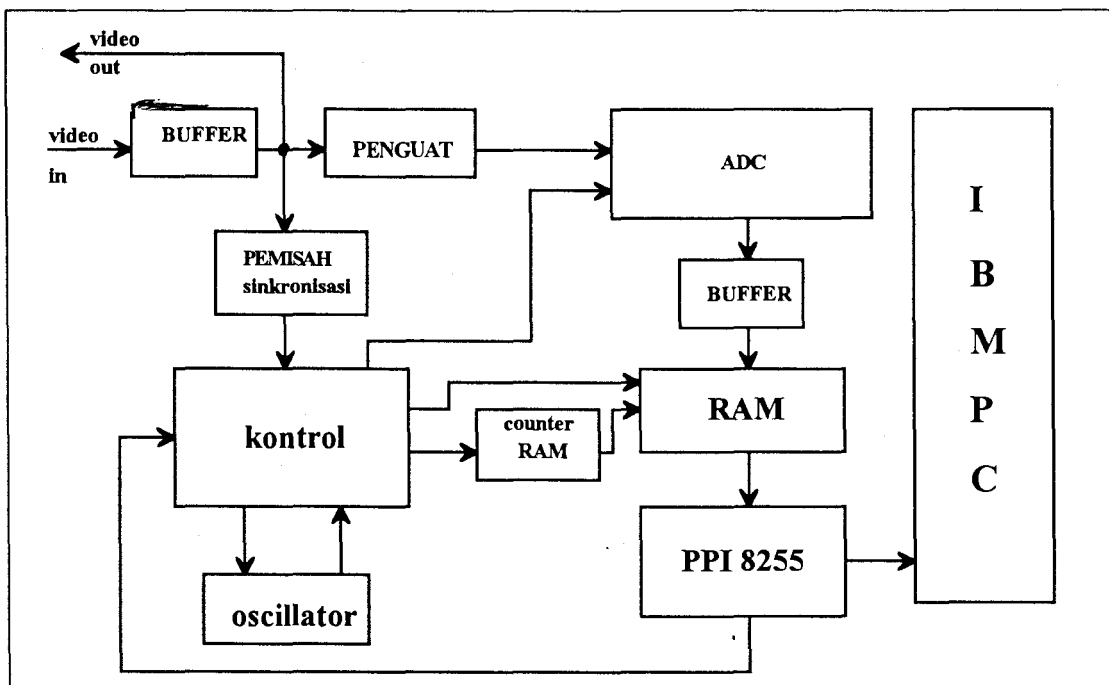 video
out
video
in
BUFFER
PENGUAT
ADC
PEMISAH
sinkronisasi
BUFFER
kontrol
counter
RAM
RAM
oscillator
PPI 8255
I
B
M
P
C